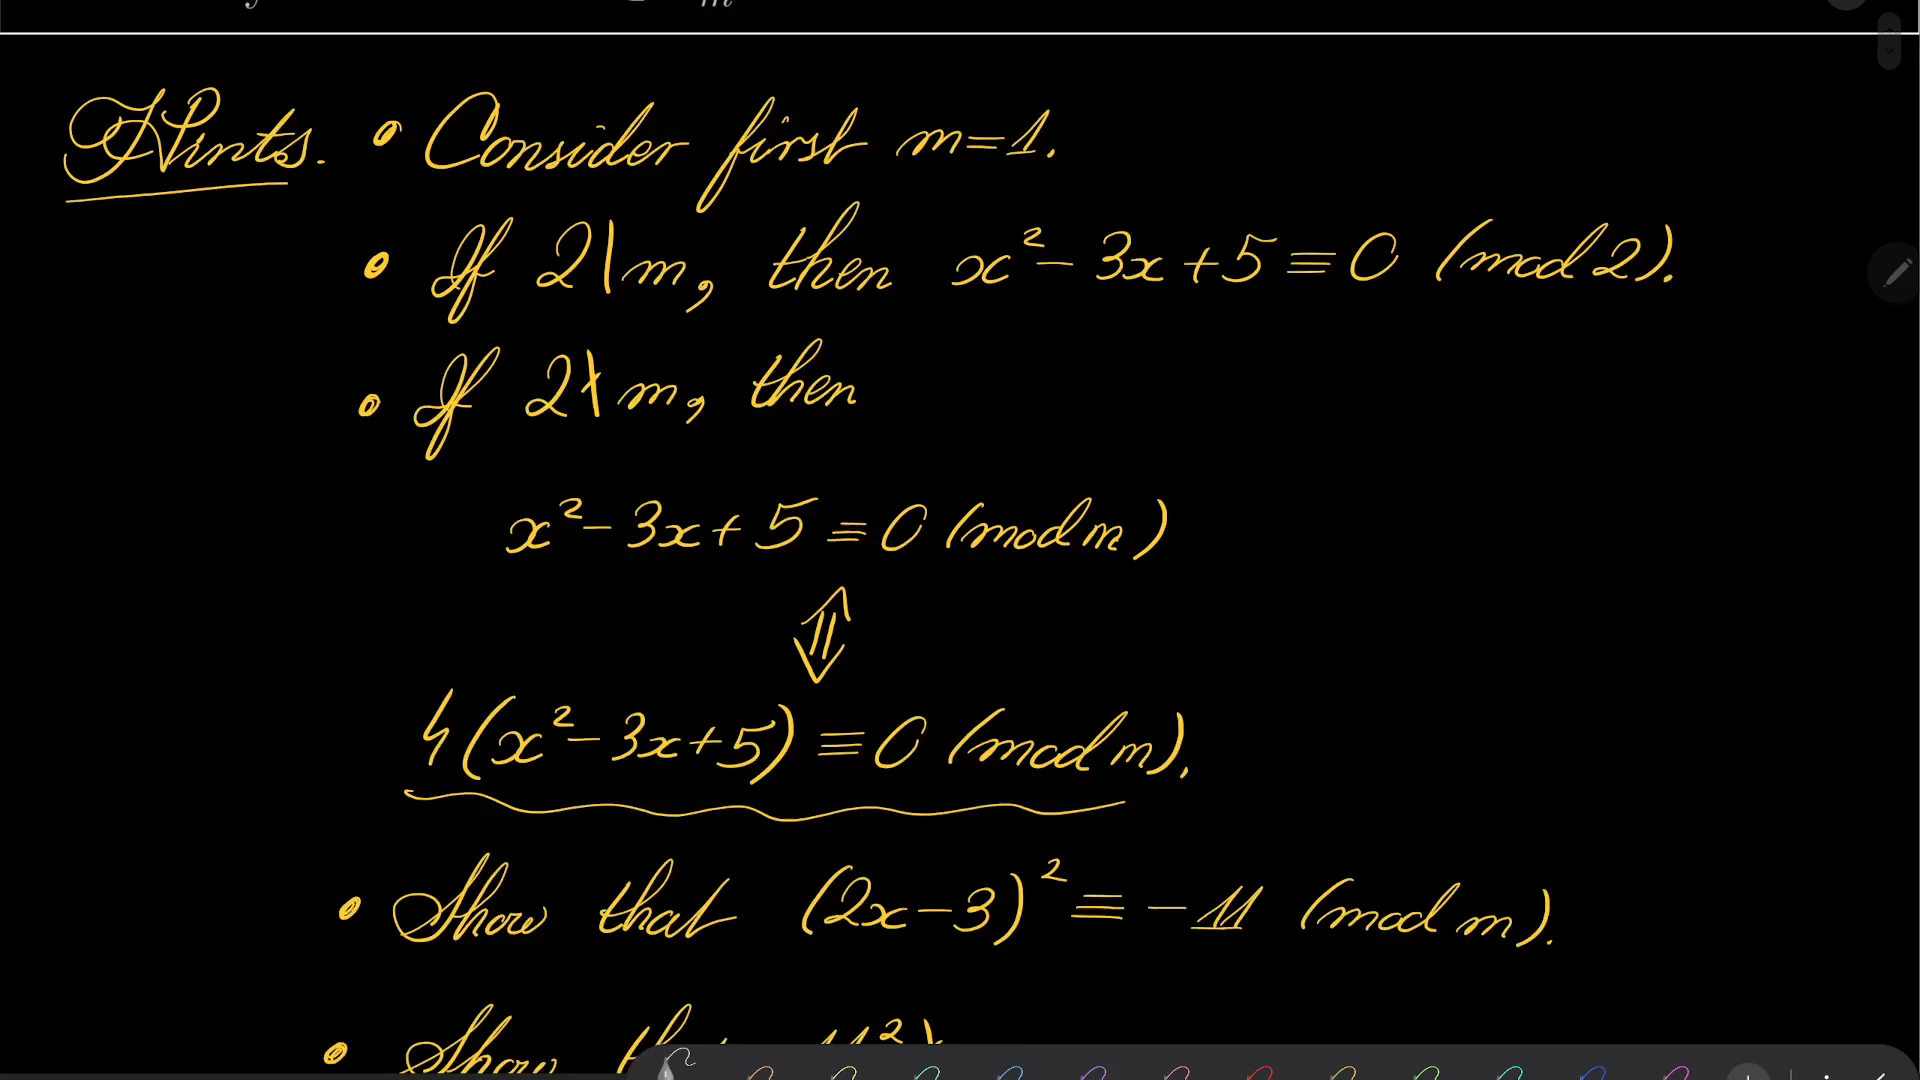 Hints. • Consider first m=1.
• If 2|m, then x²-3x+5≡0 (mod 2).
• If 2∤m, then
x²-3x+5≡0 (mod m)
⇕
4(x²-3x+5)≡0 (mod m).
• Show that (2x-3)²≡-11 (mod m).
• Show